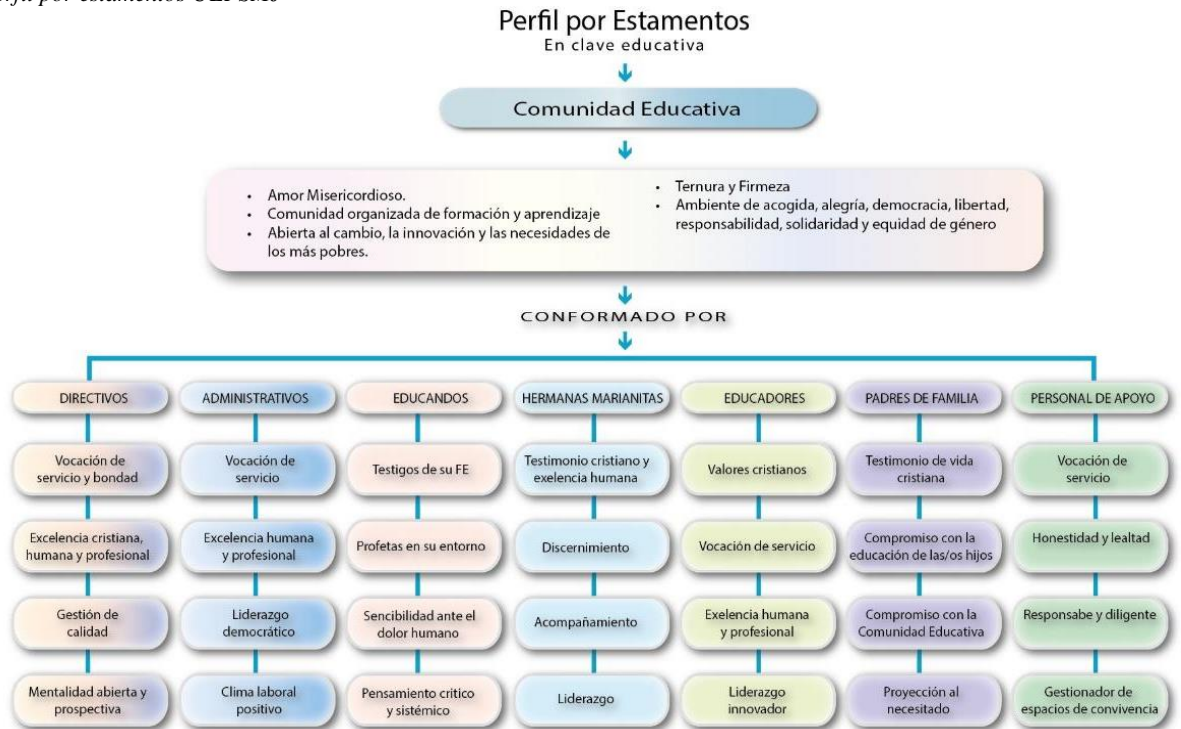 Perfil por Estamentos
En clave educativa
Comunidad Educativa
• Amor Misericordioso.
• Comunidad organizada de formación y aprendizaje
• Abierta al cambio, la innovación y las necesidades de
los más pobres.
• Ternura y Firmeza
• Ambiente de acogida, alegría, democracia, libertad,
responsabilidad, solidaridad y equidad de género
CONFORMADO POR
DIRECTIVOS
Vocación de
servicio y bondad
Excelencia cristiana,
humana y profesional
Gestión de
calidad
Mentalidad abierta y
prospectiva
ADMINISTRATIVOS
Vocación de
servicio
Excelencia humana
y profesional
Liderazgo
democrático
Clima laboral
positivo
EDUCANDOS
Testigos de su FE
Profetas en su entorno
Sencibilidad ante el
dolor humano
Pensamiento critico
y sistémico
HERMANAS MARIANITAS
Testimonio cristiano y
exelencia humana
Discernimiento
Acompañamiento
Liderazgo
EDUCADORES
Valores cristianos
Vocación de servicio
Exelencia humana
y profesional
Liderazgo
innovador
PADRES DE FAMILIA
Testimonio de vida
cristiana
Compromiso con la
educación de las/os hijos
Compromiso con la
Comunidad Educativa
Proyección al
necesitado
PERSONAL DE APOYO
Vocación de
servicio
Honestidad y lealtad
Responsabe y diligente
Gestionador de
espacios de convivencia